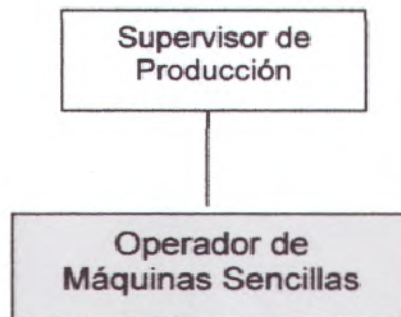 Supervisor de
Producción
Operador de
Máquinas Sencillas